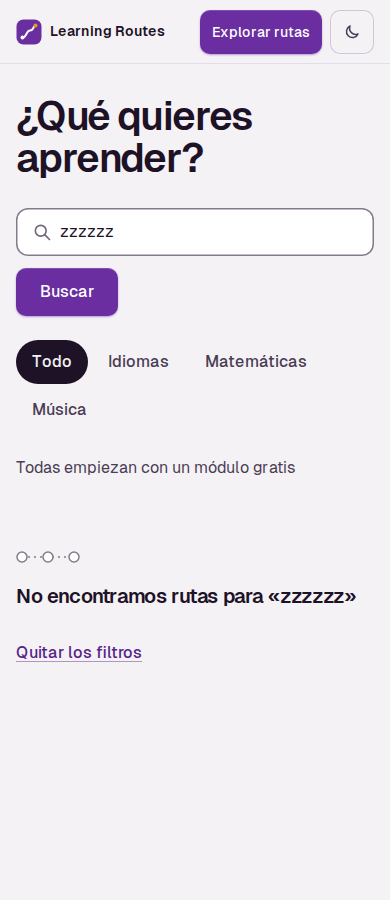 Learning Routes
Explorar rutas
¿Qué quieres
aprender?
zzzzzz
Buscar
Todo
Idiomas
Matemáticas
Música
Todas empiezan con un módulo gratis
No encontramos rutas para «zzzzzz»
Quitar los filtros